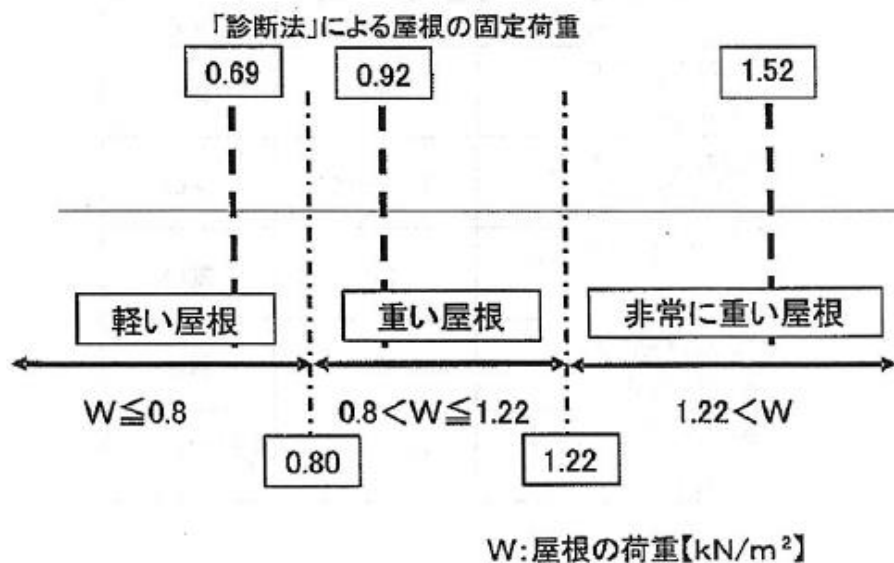 「診断法」による屋根の固定荷重
0.69 0.92 1.52
軽い屋根 重い屋根 非常に重い屋根
W≦0.8 0.8<W≦1.22 1.22<W
0.80 1.22
W:屋根の荷重【kN/m²】